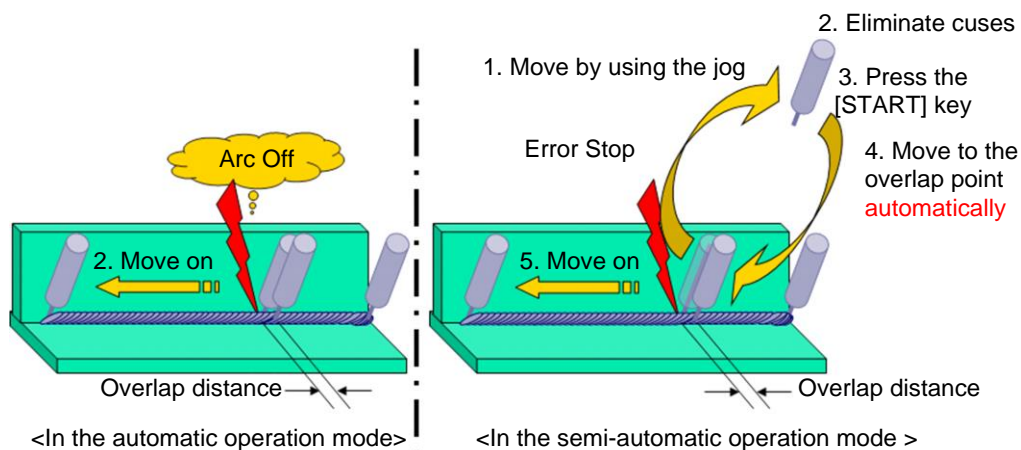 Arc Off
2. Move on
Overlap distance
<In the automatic operation mode>
1. Move by using the jog
2. Eliminate cuses
3. Press the
[START] key
4. Move to the
overlap point
automatically
Error Stop
5. Move on
Overlap distance
<In the semi-automatic operation mode >